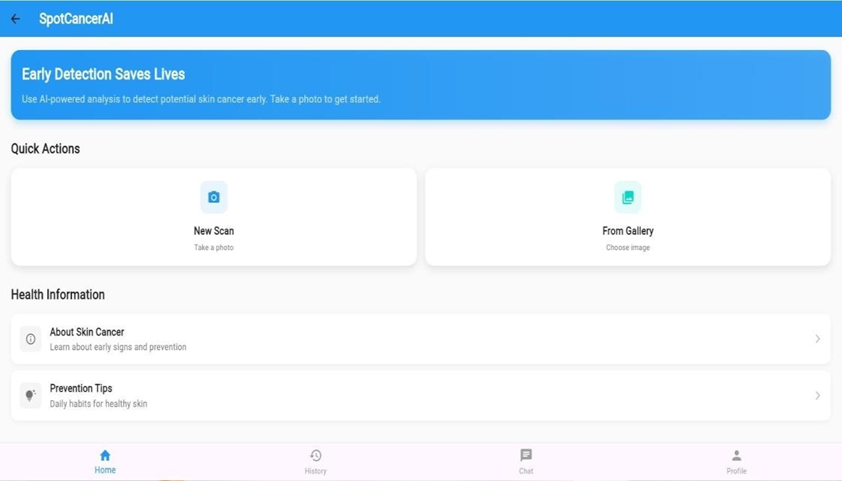 SpotCancerAI
Early Detection Saves Lives
Use AI-powered analysis to detect potential skin cancer early. Take a photo to get started.
Quick Actions
New Scan
Take a photo
From Gallery
Choose image
Health Information
About Skin Cancer
Learn about early signs and prevention
Prevention Tips
Daily habits for healthy skin
Home
History
Chat
Profile